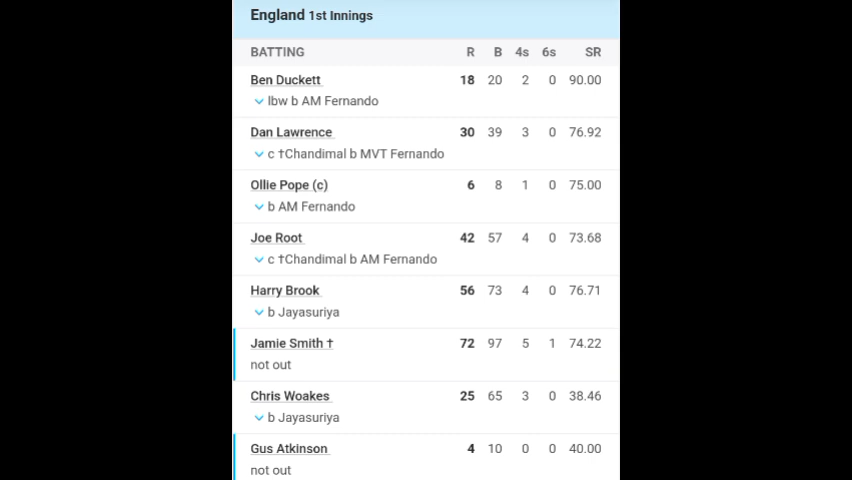 England 1st Innings
BATTING R B 4s 6s SR
Ben Duckett 18 20 2 0 90.00
lbw b AM Fernando
Dan Lawrence 30 39 3 0 76.92
c †Chandimal b MVT Fernando
Ollie Pope (c) 6 8 1 0 75.00
b AM Fernando
Joe Root 42 57 4 0 73.68
c †Chandimal b AM Fernando
Harry Brook 56 73 4 0 76.71
b Jayasuriya
Jamie Smith † 72 97 5 1 74.22
not out
Chris Woakes 25 65 3 0 38.46
b Jayasuriya
Gus Atkinson 4 10 0 0 40.00
not out